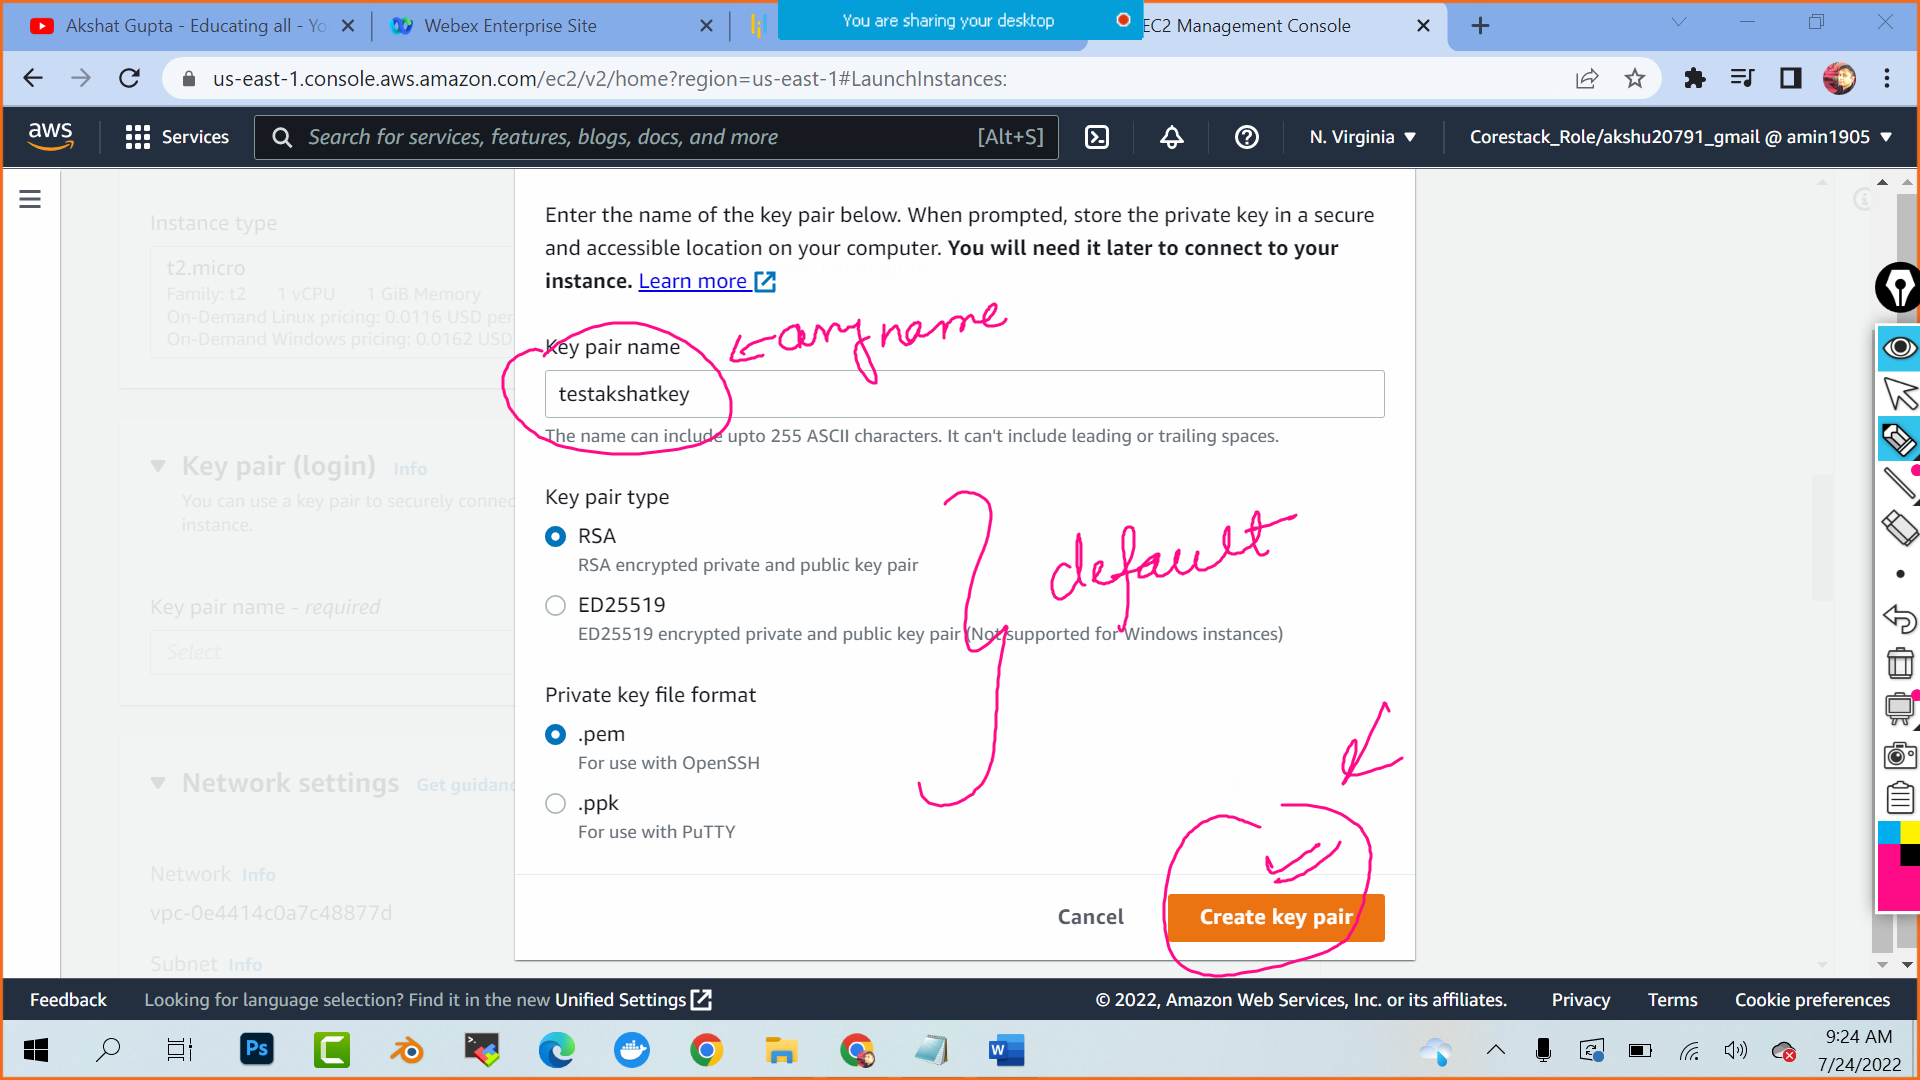 Akshat Gupta - Educating all - Yo
Webex Enterprise Site
You are sharing your desktop
EC2 Management Console
us-east-1.console.aws.amazon.com/ec2/v2/home?region=us-east-1#LaunchInstances:
aws
Services
Search for services, features, blogs, docs, and more
[Alt+S]
N. Virginia
Corestack_Role/akshu20791_gmail @ amin1905
Instance type
t2.micro
Family: t2 1 vCPU 1 GiB Memory
On-Demand Linux pricing: 0.0116 USD per
On-Demand Windows pricing: 0.0162 USD
Key pair (login) Info
You can use a key pair to securely connec
instance.
Key pair name - required
Select
Network settings Get guidanc
Network Info
vpc-0e4414c0a7c48877d
Subnet Info
Enter the name of the key pair below. When prompted, store the private key in a secure
and accessible location on your computer. You will need it later to connect to your
instance. Learn more
any name
Key pair name
testakshatkey
The name can include upto 255 ASCII characters. It can't include leading or trailing spaces.
Key pair type
RSA
RSA encrypted private and public key pair
default
ED25519
ED25519 encrypted private and public key pair (Not supported for Windows instances)
Private key file format
.pem
For use with OpenSSH
.ppk
For use with PuTTY
Cancel
Create key pair
Feedback
Looking for language selection? Find it in the new Unified Settings
© 2022, Amazon Web Services, Inc. or its affiliates.
Privacy
Terms
Cookie preferences
Ps
C
W
9:24 AM
7/24/2022